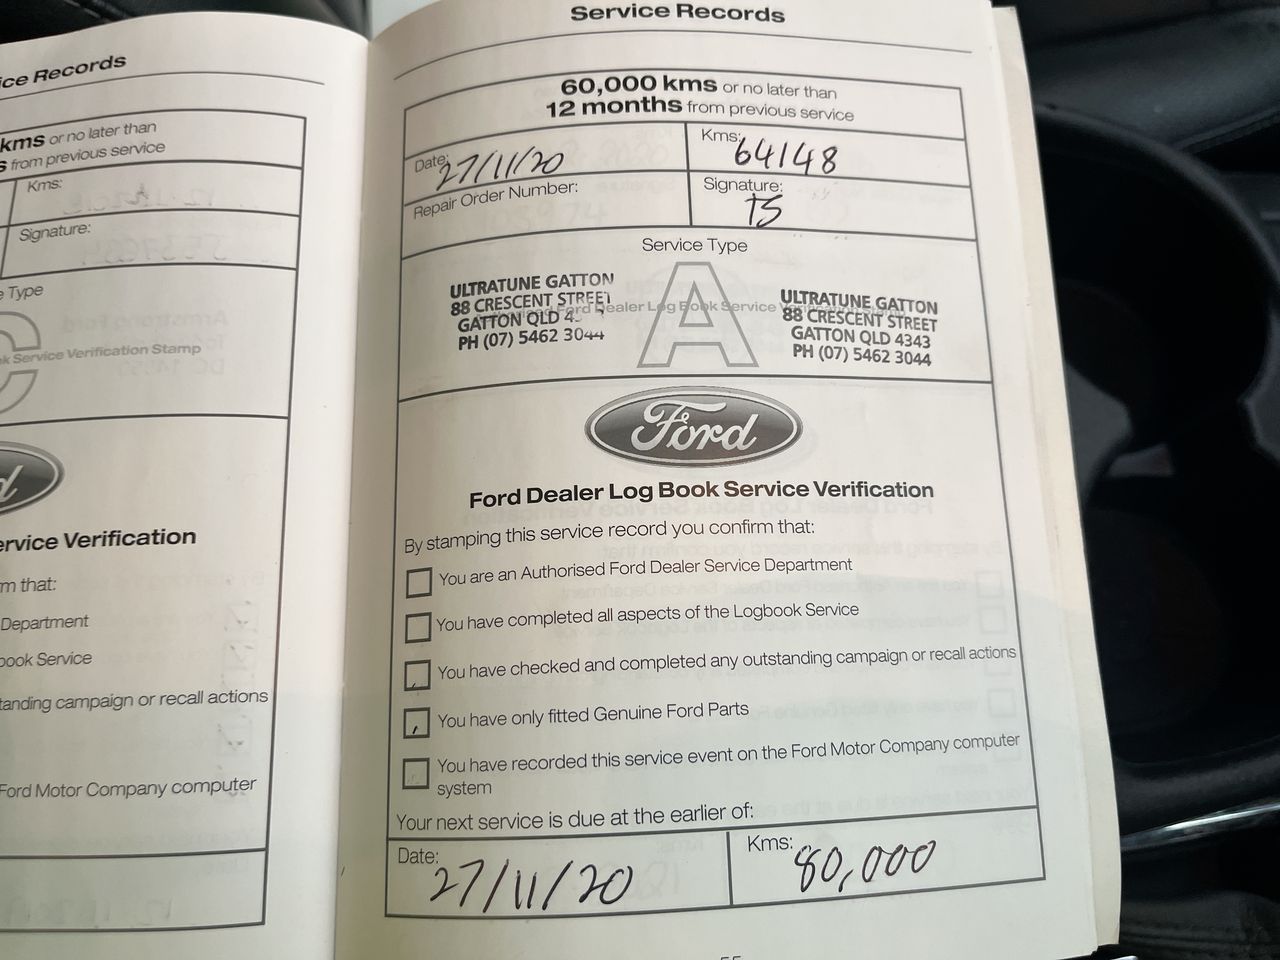 ice Records
kms or no later than
s from previous service
Kms:
Signature:
e Type
C
k Service Verification Stamp
d
ervice Verification
m that:
Department
ook Service
tanding campaign or recall actions
Ford Motor Company computer
Service Records
60,000 kms or no later than
12 months from previous service
Date: 27/11/20
Kms: 64148
Repair Order Number:
Signature: TS
Service Type
ULTRATUNE GATTON
88 CRESCENT STREET
GATTON QLD 4
PH (07) 5462 3044
Ford Dealer Log Book Service
A
ULTRATUNE GATTON
88 CRESCENT STREET
GATTON QLD 4343
PH (07) 5462 3044
Ford
Ford Dealer Log Book Service Verification
By stamping this service record you confirm that:
You are an Authorised Ford Dealer Service Department
You have completed all aspects of the Logbook Service
You have checked and completed any outstanding campaign or recall actions
You have only fitted Genuine Ford Parts
You have recorded this service event on the Ford Motor Company computer
system
Your next service is due at the earlier of:
Date: 27/11/20
Kms: 80,000